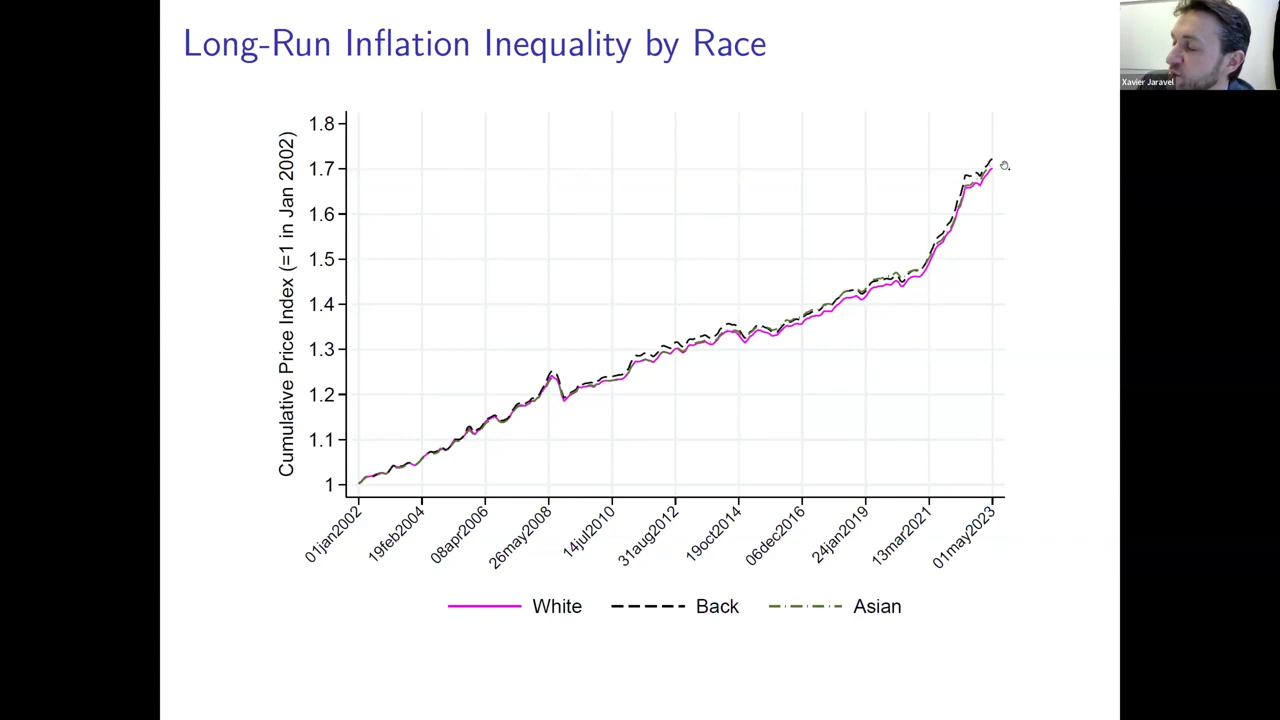 Long-Run Inflation Inequality by Race
Xavier Jaravel
Cumulative Price Index (=1 in Jan 2002)
1.8
1.7
1.6
1.5
1.4
1.3
1.2
1.1
1
01jan2002
19feb2004
08apr2006
26may2008
14jul2010
31aug2012
19oct2014
06dec2016
24jan2019
13mar2021
01may2023
White
Back
Asian